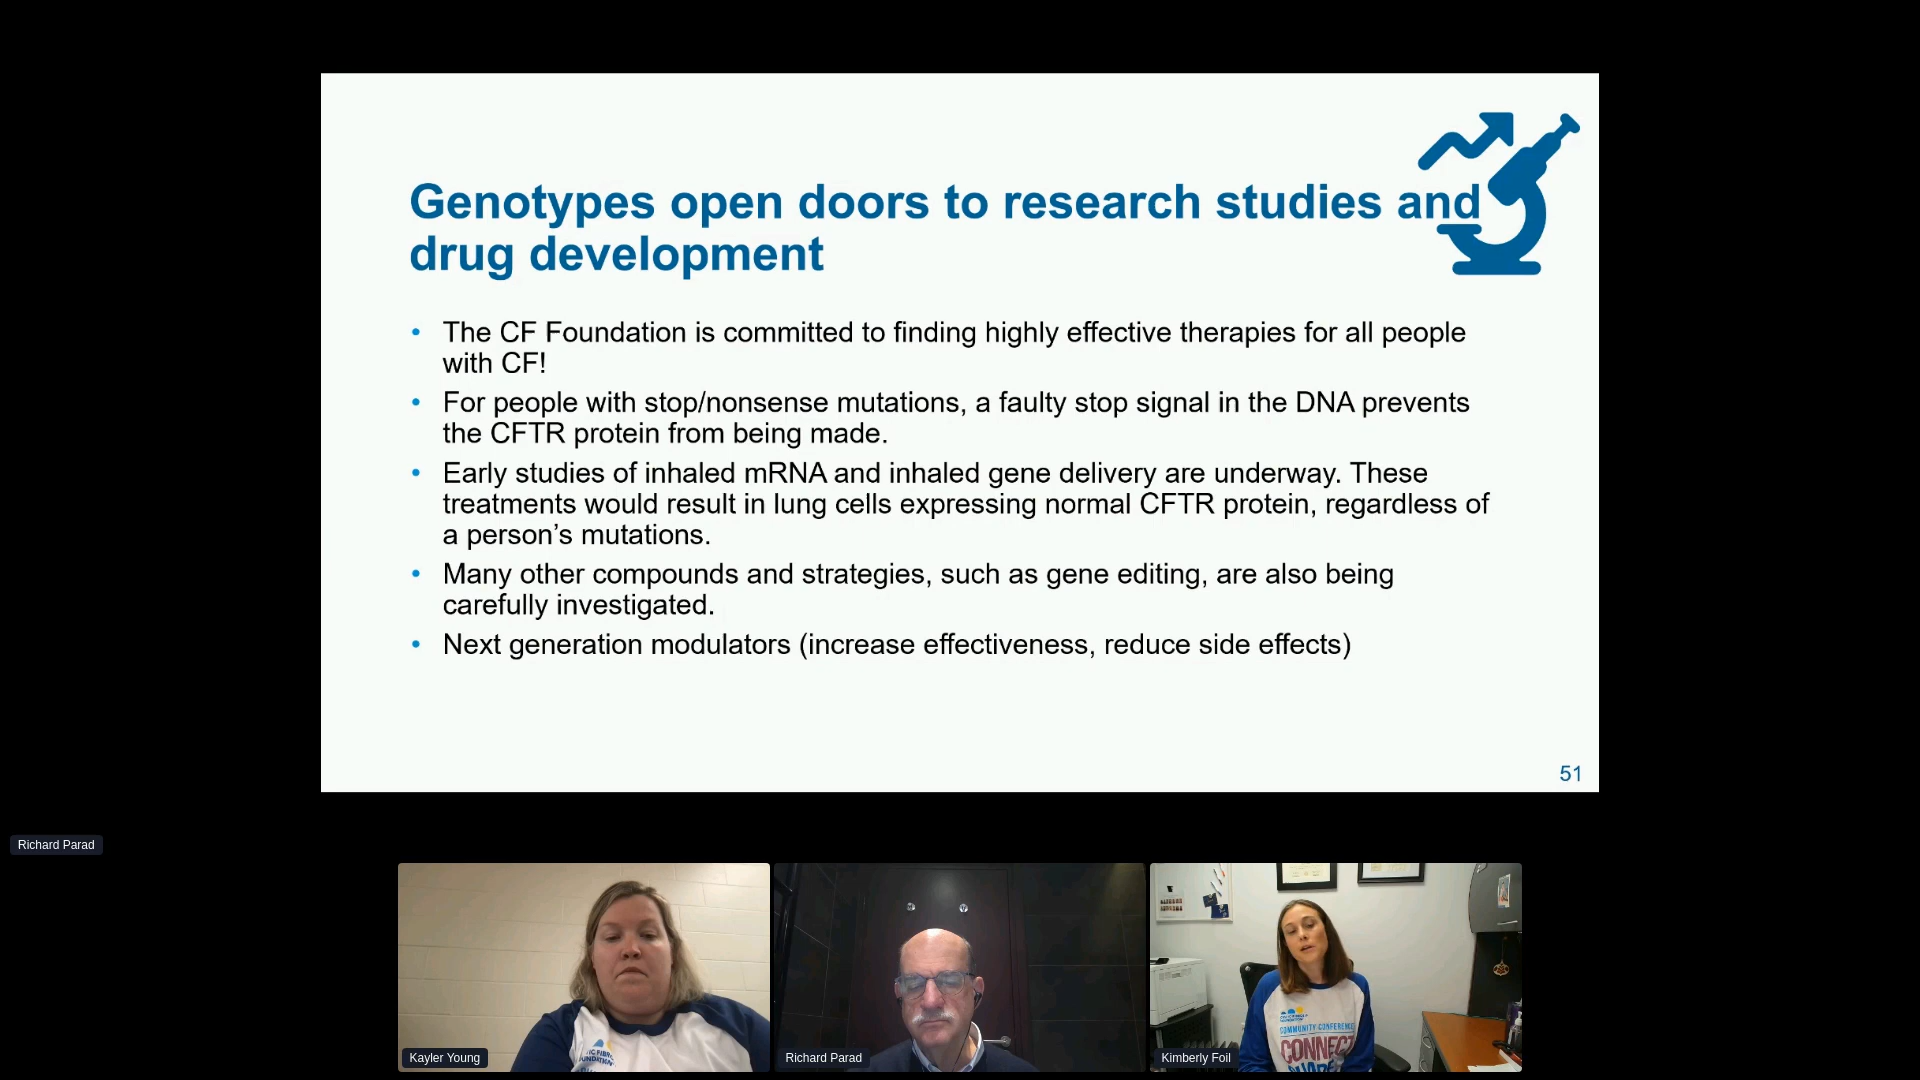 Genotypes open doors to research studies and
drug development
• The CF Foundation is committed to finding highly effective therapies for all people
with CF!
• For people with stop/nonsense mutations, a faulty stop signal in the DNA prevents
the CFTR protein from being made.
• Early studies of inhaled mRNA and inhaled gene delivery are underway. These
treatments would result in lung cells expressing normal CFTR protein, regardless of
a person’s mutations.
• Many other compounds and strategies, such as gene editing, are also being
carefully investigated.
• Next generation modulators (increase effectiveness, reduce side effects)
51
Richard Parad
Kayler Young
Richard Parad
Kimberly Foil
COMMUNITY CONFERENCE
CONNECT